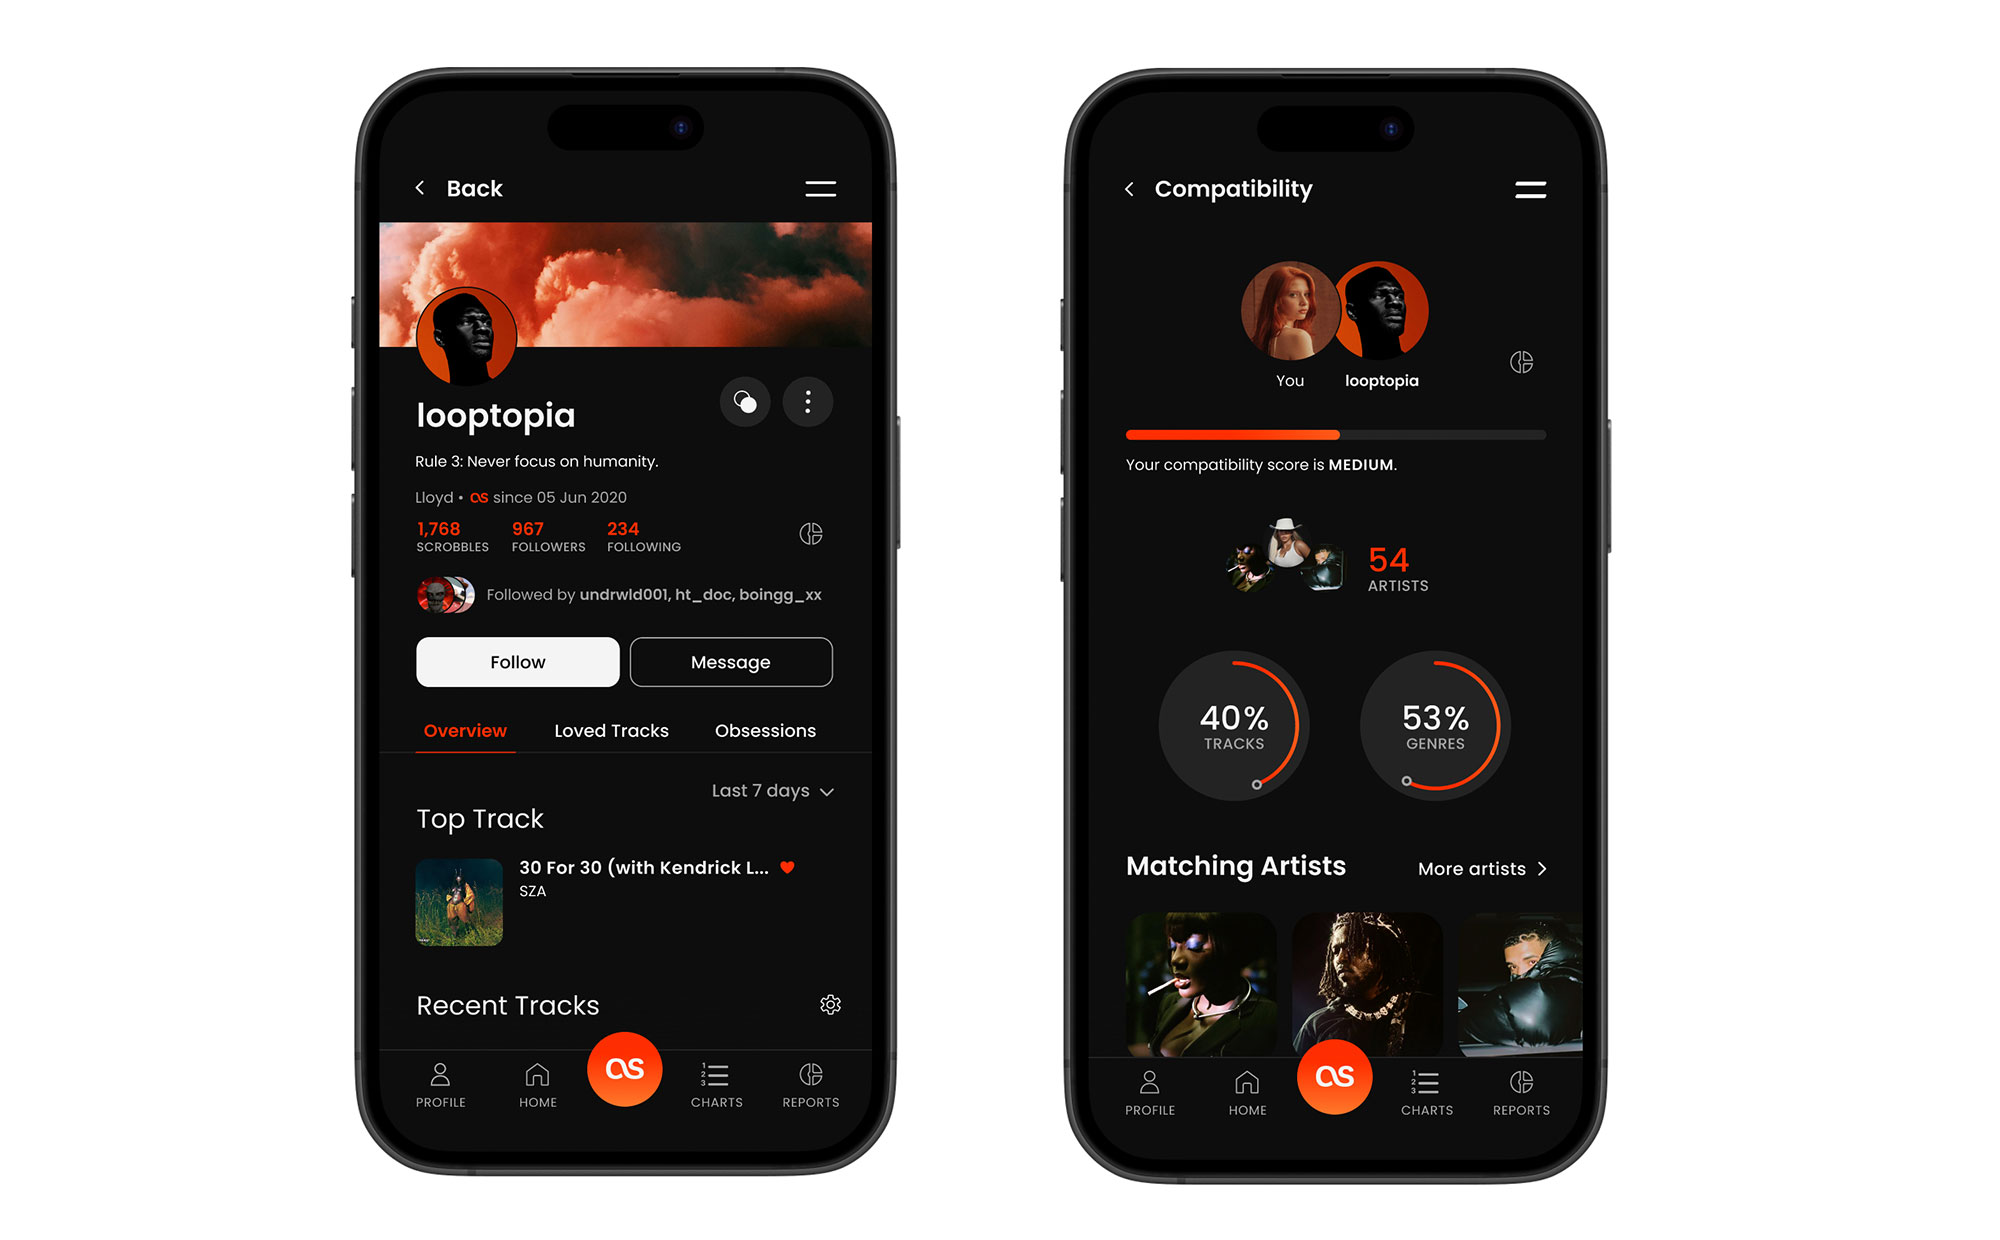 Back
looptopia
Rule 3: Never focus on humanity.
Lloyd • as since 05 Jun 2020
1,768 967 234
SCROBBLES FOLLOWERS FOLLOWING
Followed by undrwld001, ht_doc, boingg_xx
Follow Message
Overview Loved Tracks Obsessions
Last 7 days
Top Track
30 For 30 (with Kendrick L...
SZA
Recent Tracks
as
PROFILE HOME CHARTS REPORTS
Compatibility
You looptopia
Your compatibility score is MEDIUM.
54
ARTISTS
40% 53%
TRACKS GENRES
Matching Artists More artists
as
PROFILE HOME CHARTS REPORTS